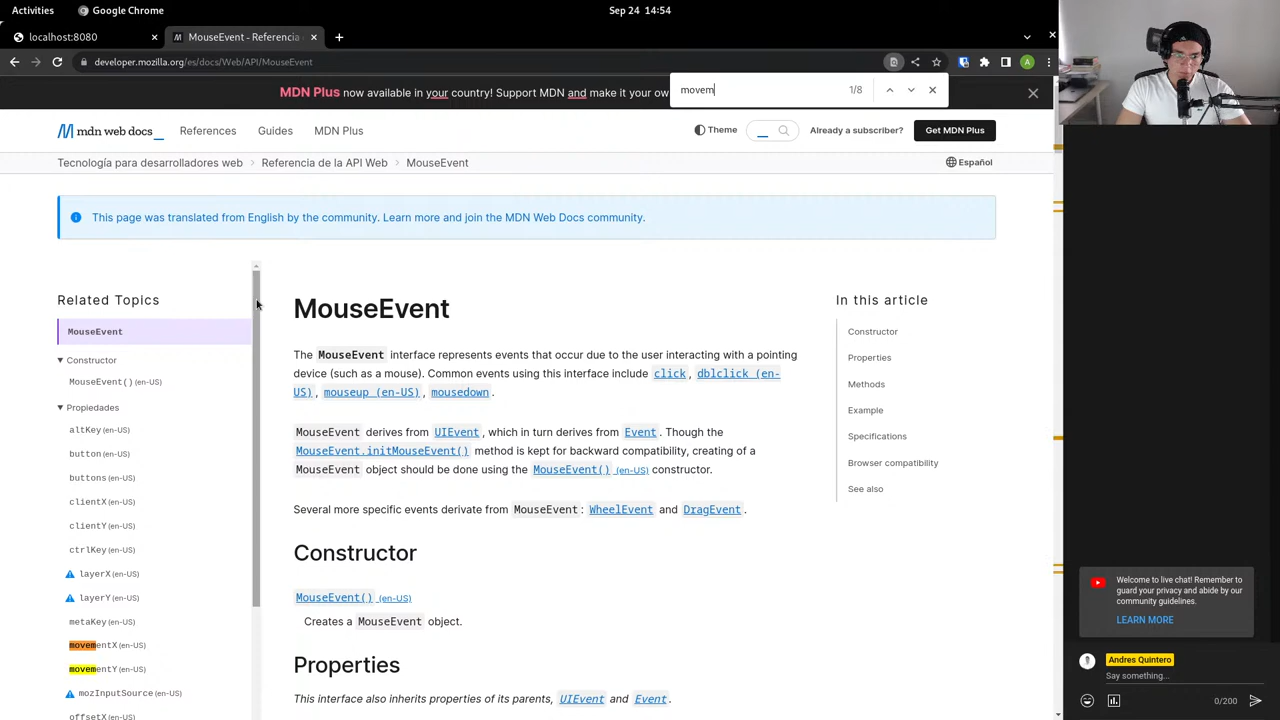 Activities
Google Chrome
Sep 24 14:54
localhost:8080
MouseEvent - Referencia
developer.mozilla.org/es/docs/Web/API/MouseEvent
A
movem
1/8
MDN Plus now available in your country! Support MDN and make it your ow
mdn web docs
References
Guides
MDN Plus
Theme
Already a subscriber?
Get MDN Plus
Tecnología para desarrolladores web
Referencia de la API Web
MouseEvent
Español
This page was translated from English by the community. Learn more and join the MDN Web Docs community.
Related Topics
MouseEvent
Constructor
MouseEvent() (en-US)
Propiedades
altKey (en-US)
button (en-US)
buttons (en-US)
clientX (en-US)
clientY (en-US)
ctrlKey (en-US)
layerX (en-US)
layerY (en-US)
metaKey (en-US)
movementX (en-US)
movementY (en-US)
mozInputSource (en-US)
offsetX (en-US)
MouseEvent
The MouseEvent interface represents events that occur due to the user interacting with a pointing
device (such as a mouse). Common events using this interface include click, dblclick (en-
US), mouseup (en-US), mousedown.
MouseEvent derives from UIEvent, which in turn derives from Event. Though the
MouseEvent.initMouseEvent() method is kept for backward compatibility, creating of a
MouseEvent object should be done using the MouseEvent() (en-US) constructor.
Several more specific events derivate from MouseEvent: WheelEvent and DragEvent.
Constructor
MouseEvent() (en-US)
Creates a MouseEvent object.
Properties
This interface also inherits properties of its parents, UIEvent and Event.
In this article
Constructor
Properties
Methods
Example
Specifications
Browser compatibility
See also
Welcome to live chat! Remember to
guard your privacy and abide by our
community guidelines.
LEARN MORE
Andres Quintero
Say something...
0/200